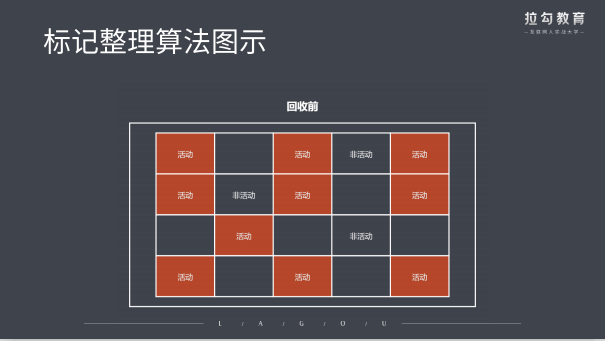 拉勾教育
—互联网人实战大学—
标记整理算法图示
回收前
活动 活动 非活动 活动
活动 非活动 活动 活动
活动 非活动
活动 活动 活动
L / A / G / O / U